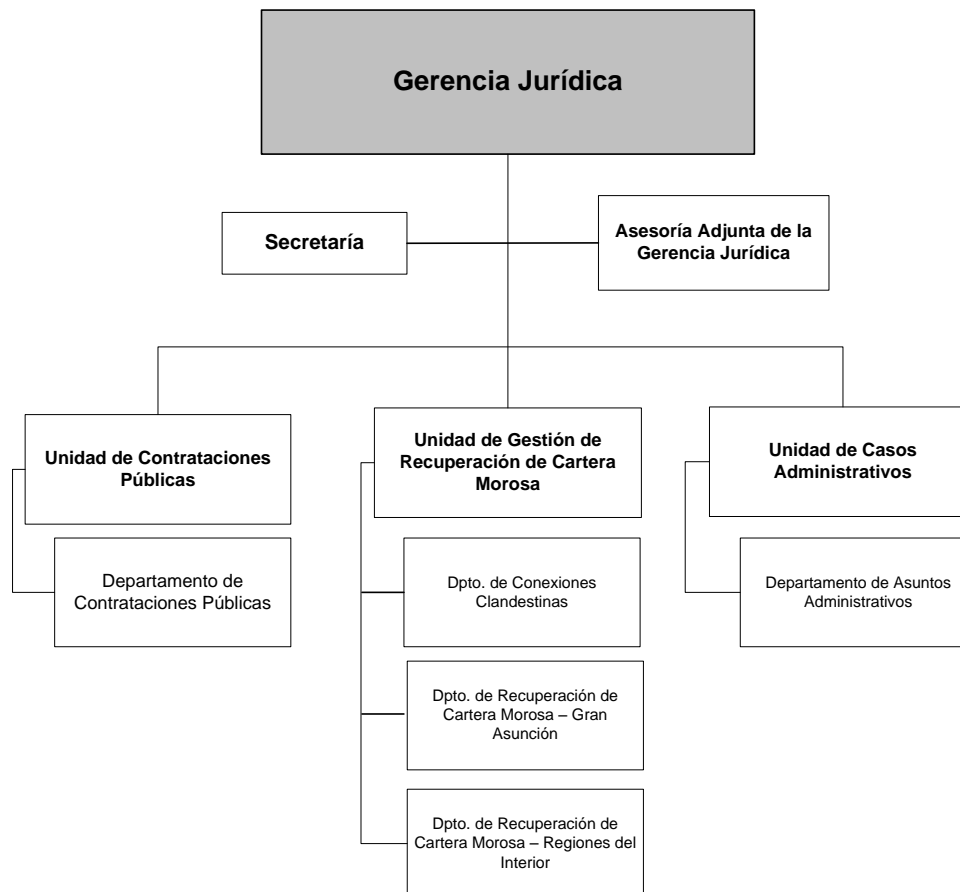 Gerencia Jurídica
Secretaría
Asesoría Adjunta de la
Gerencia Jurídica
Unidad de Contrataciones
Públicas
Unidad de Gestión de
Recuperación de Cartera
Morosa
Unidad de Casos
Administrativos
Departamento de
Contrataciones Públicas
Dpto. de Conexiones
Clandestinas
Departamento de Asuntos
Administrativos
Dpto. de Recuperación de
Cartera Morosa – Gran
Asunción
Dpto. de Recuperación de
Cartera Morosa – Regiones del
Interior